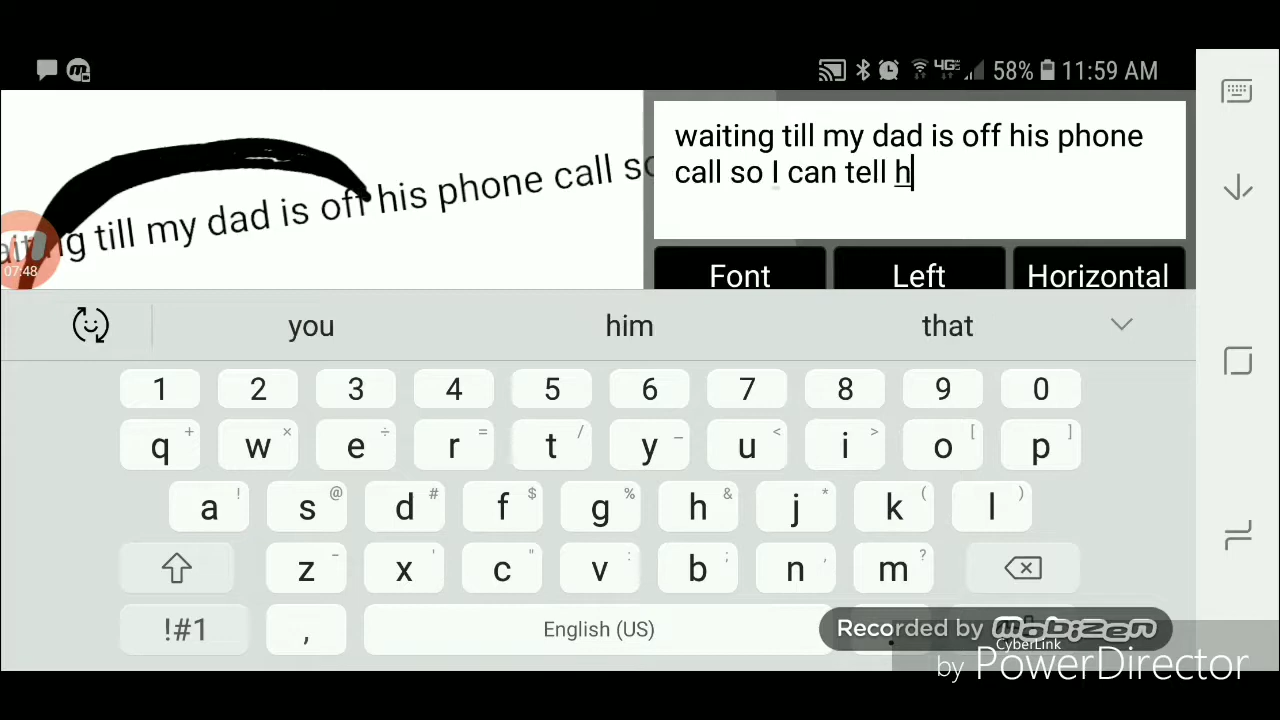 58% 11:59 AM
waiting till my dad is off his phone
call so I can tell h
ting till my dad is off his phone call so
07:48
Font Left Horizontal
you him that
1 2 3 4 5 6 7 8 9 0
q w e r t y u i o p
a s d f g h j k l
z x c v b n m
!#1 , English (US)
Recorded by mobizen
CyberLink
by PowerDirector